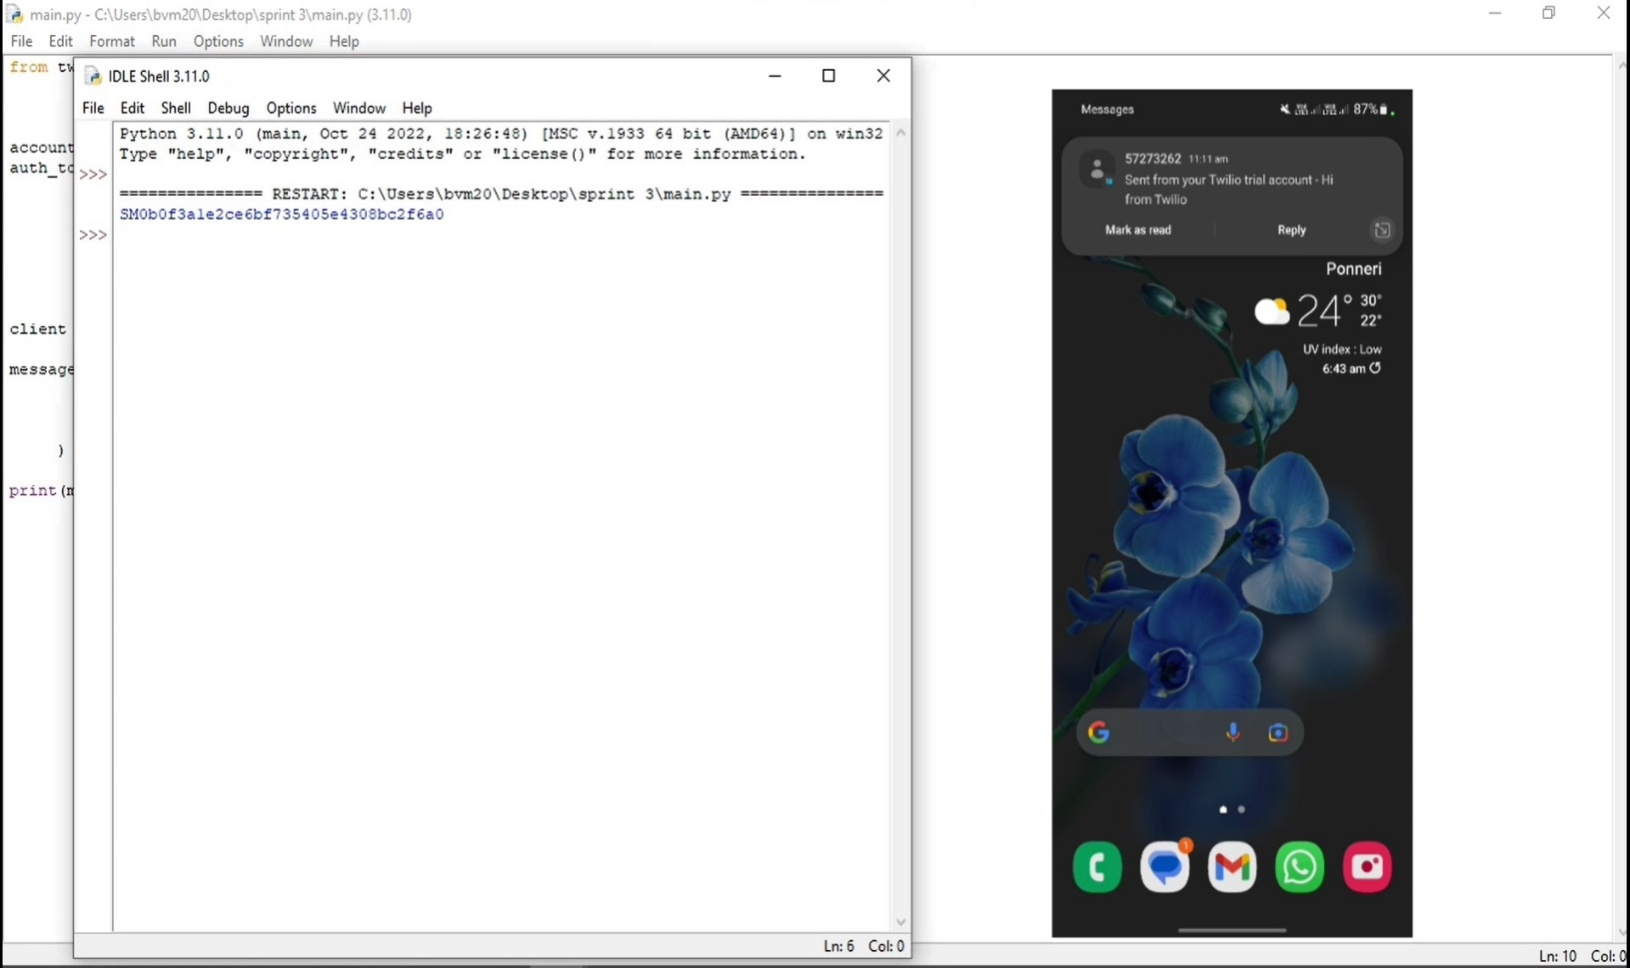 main.py - C:\Users\bvm20\Desktop\sprint 3\main.py (3.11.0)
File Edit Format Run Options Window Help
from tw
account
auth_to
client
message
)
print(m
IDLE Shell 3.11.0
File Edit Shell Debug Options Window Help
Python 3.11.0 (main, Oct 24 2022, 18:26:48) [MSC v.1933 64 bit (AMD64)] on win32
Type "help", "copyright", "credits" or "license()" for more information.
>>>
=============== RESTART: C:\Users\bvm20\Desktop\sprint 3\main.py ===============
SM0b0f3a1e2ce6bf735405e4308bc2f6a0
>>>
Ln: 6 Col: 0
Messages 87%
57273262 11:11 am
Sent from your Twilio trial account - Hi
from Twilio
Mark as read Reply
Ponneri
24° 30°
22°
UV index : Low
6:43 am
1
Ln: 10 Col: 0